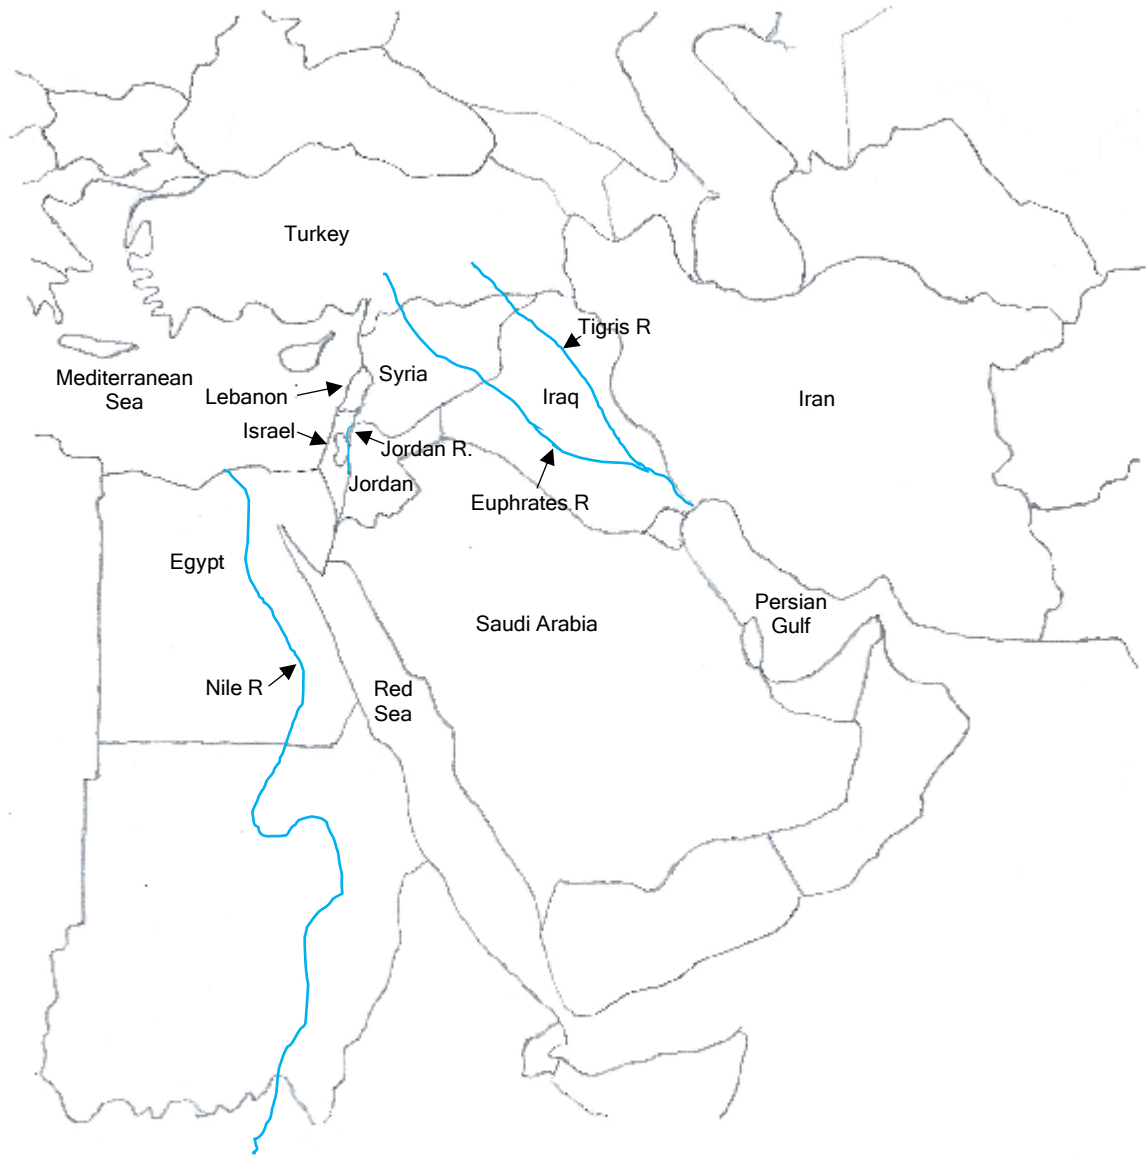 Turkey
Tigris R
Mediterranean
Sea
Syria
Lebanon
Iraq
Iran
Israel
Jordan R.
Jordan
Euphrates R
Egypt
Persian
Gulf
Saudi Arabia
Nile R
Red
Sea